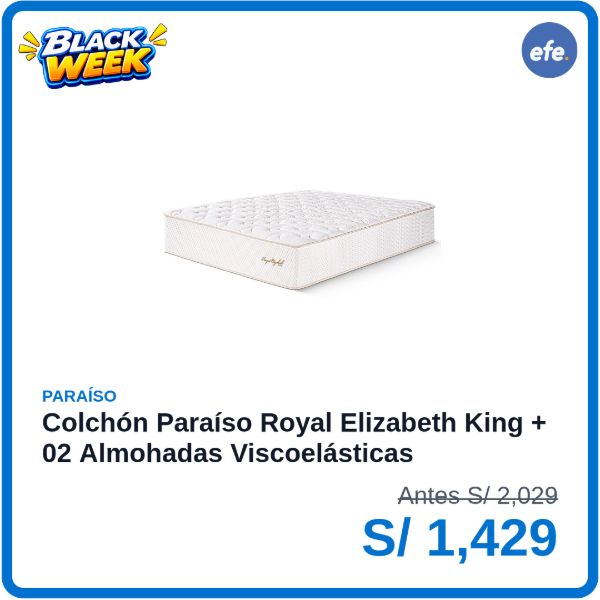 BLACK
WEEK
efe.
PARAÍSO
Colchón Paraíso Royal Elizabeth King +
02 Almohadas Viscoelásticas
Antes S/ 2,029
S/ 1,429